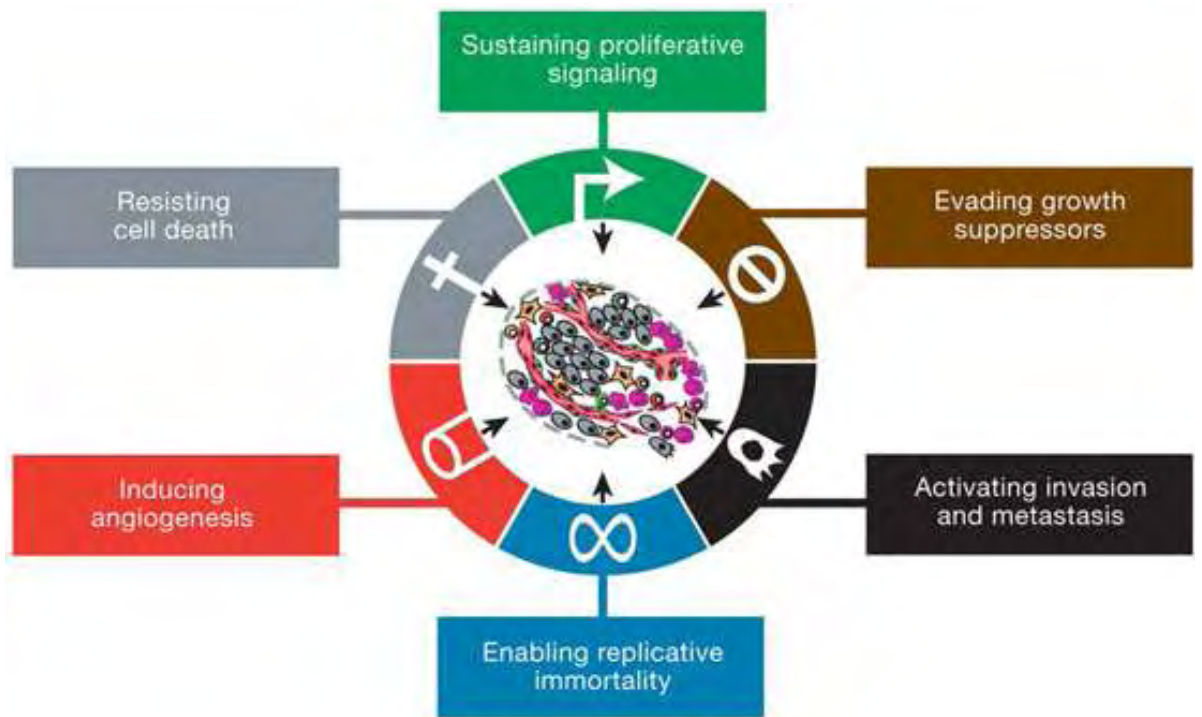 Sustaining proliferative
signaling
Resisting
cell death
Evading growth
suppressors
Inducing
angiogenesis
Activating invasion
and metastasis
Enabling replicative
immortality